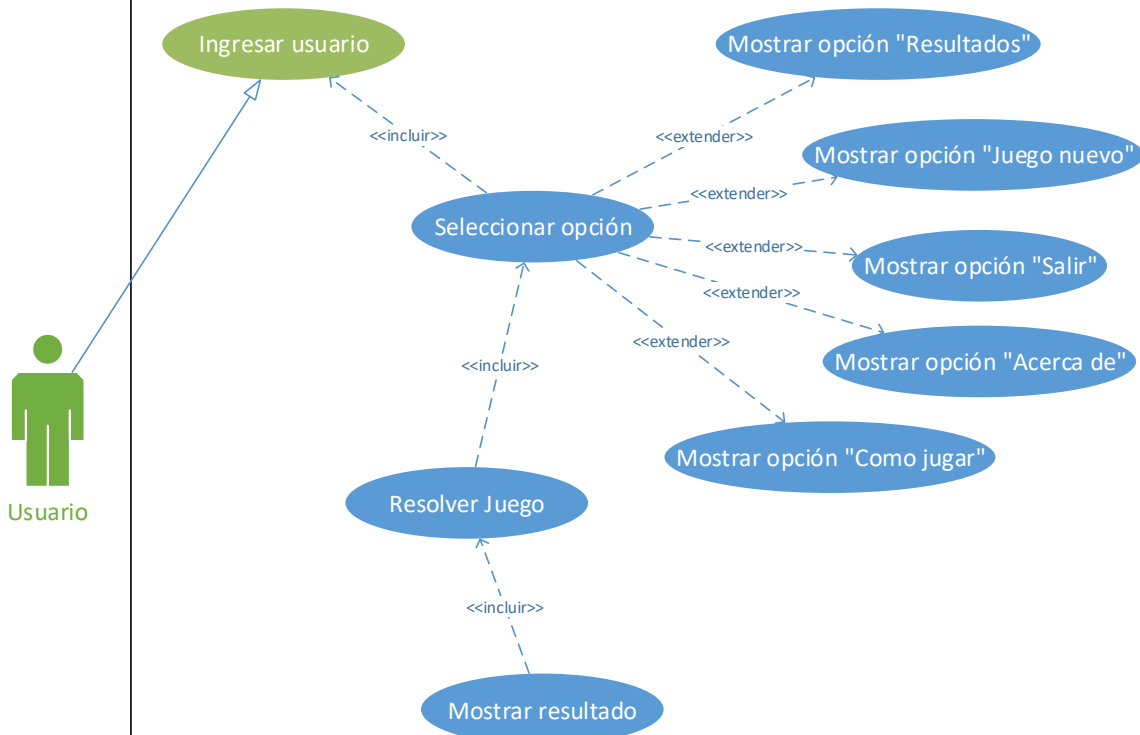 Ingresar usuario
Mostrar opción "Resultados"
<<incluir>>
<<extender>>
Mostrar opción "Juego nuevo"
<<extender>>
Seleccionar opción
<<extender>>
Mostrar opción "Salir"
<<extender>>
<<extender>>
<<incluir>>
Mostrar opción "Acerca de"
Mostrar opción "Como jugar"
Resolver Juego
Usuario
<<incluir>>
Mostrar resultado